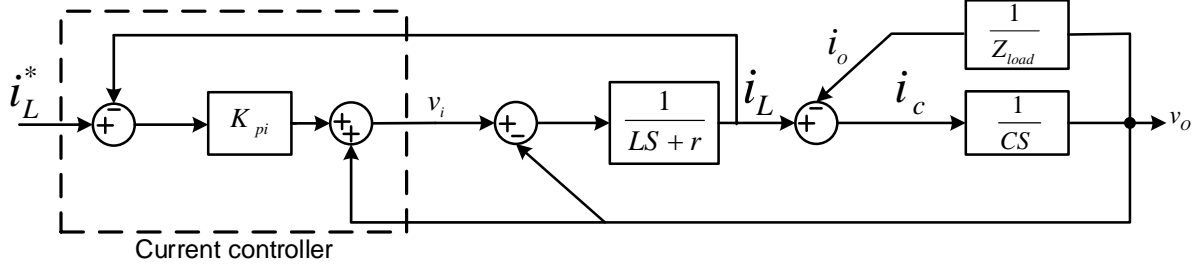 1
Z_load
i_o
i_L^*
v_i
i_L
i_c
v_o
K_pi
1
LS + r
1
CS
+
-
+
+
+
-
+
-
Current controller